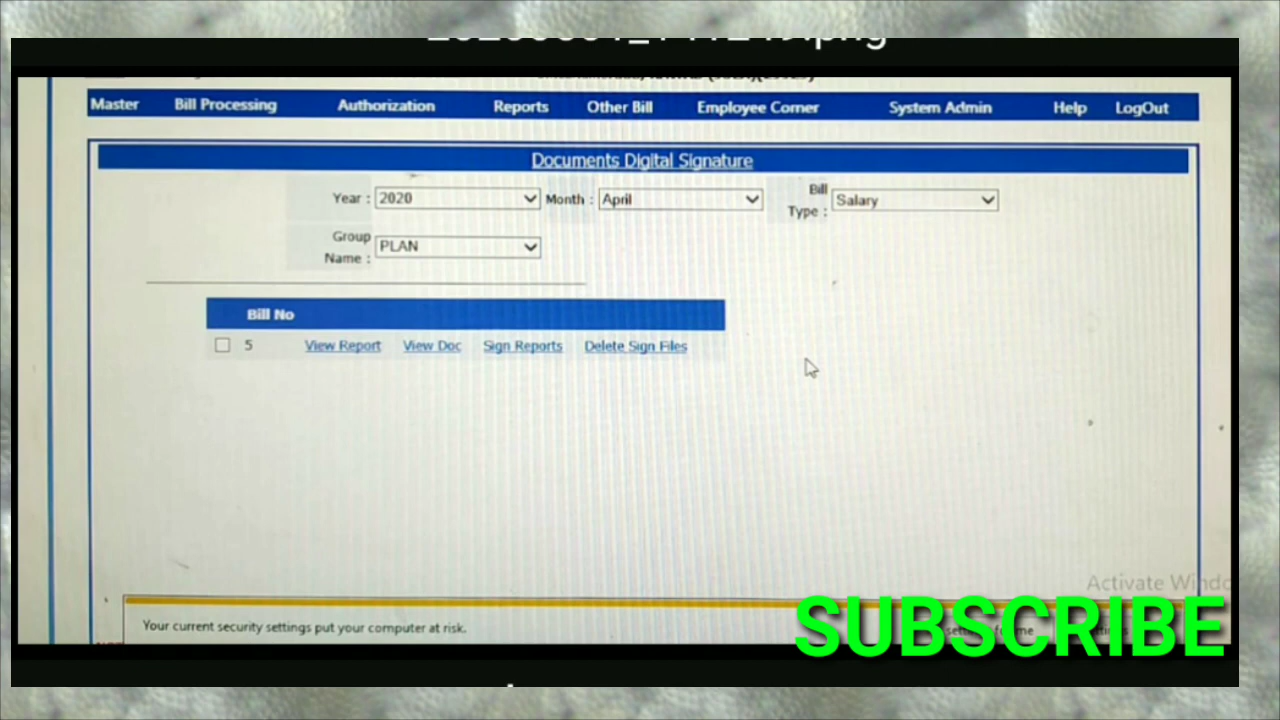 Master Bill Processing Authorization Reports Other Bill Employee Corner System Admin Help LogOut
Documents Digital Signature
Year : 2020 Month : April Bill Type : Salary
Group Name : PLAN
Bill No
5 View Report View Doc Sign Reports Delete Sign Files
Activate Windo
Your current security settings put your computer at risk.
SUBSCRIBE